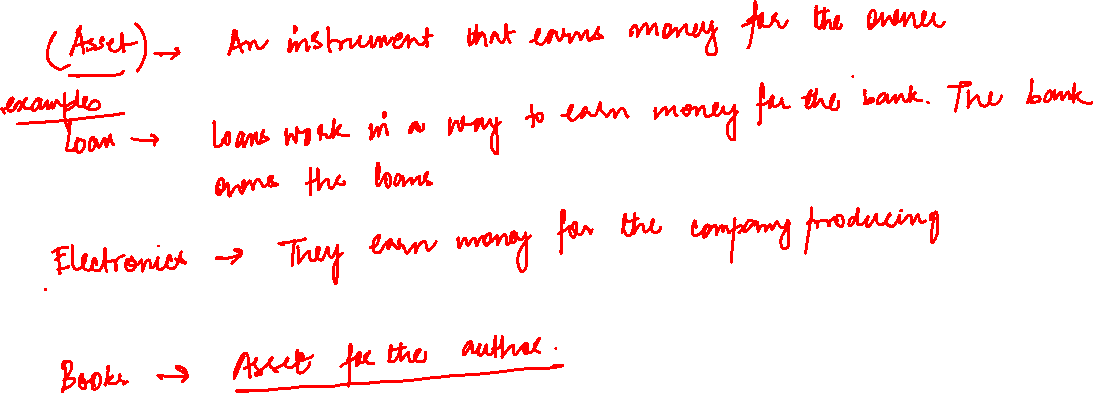 (Asset) → An instrument that earns money for the owner
examples
Loan → Loans work in a way to earn money for the bank. The bank
owns the loans
Electronics → They earn money for the company producing
Books → Asset for the author.